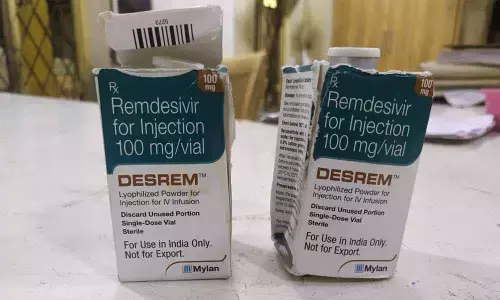 0273
℞
100
mg
Remdesivir
for Injection
100 mg/vial
DESREM™
Lyophilized Powder for
Injection for IV Infusion
Discard Unused Portion
Single-Dose Vial
Sterile
For Use in India Only.
Not for Export.
Mylan
℞
100
mg
Remdesivir
for Injection
100 mg/vial
DESREM™
Lyophilized Powder for
Injection for IV Infusion
Discard Unused Portion
Single-Dose Vial
Sterile
For Use in India Only.
Not for Export.
Mylan